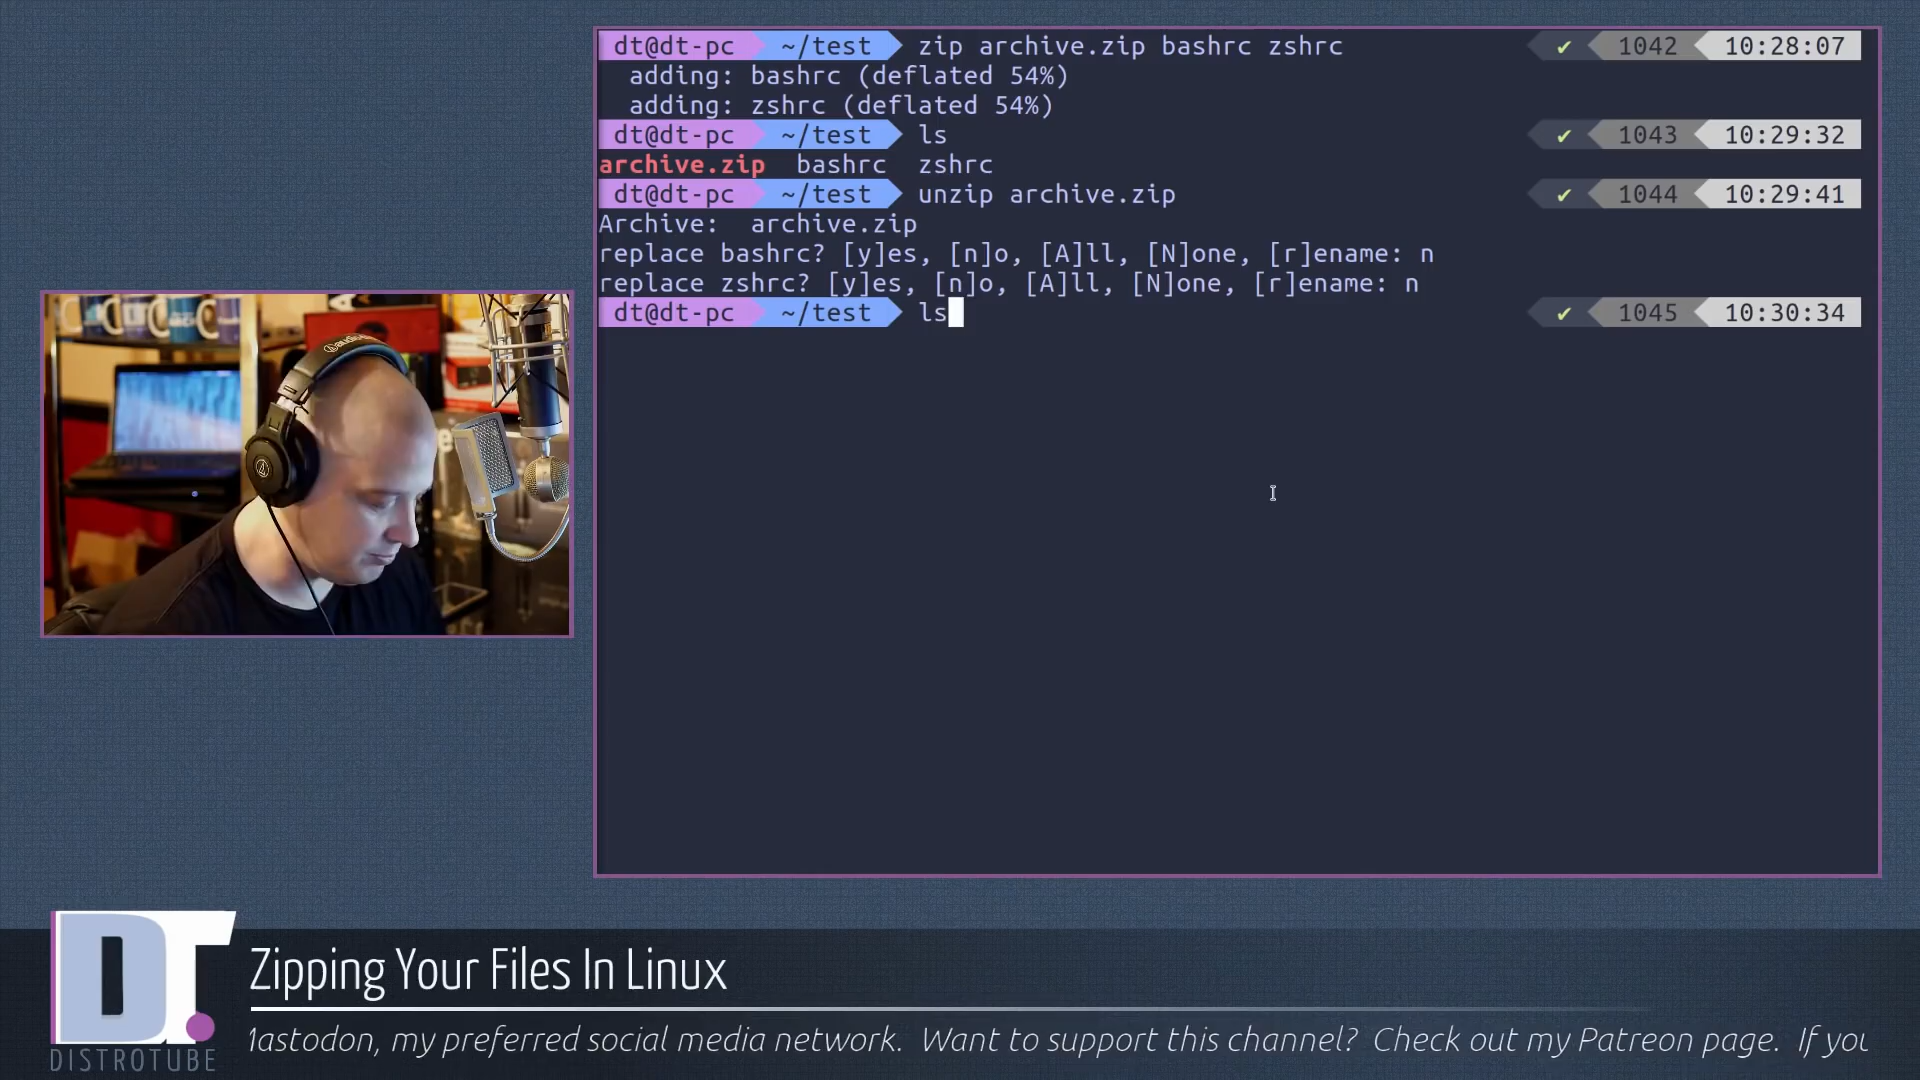 dt@dt-pc ~/test zip archive.zip bashrc zshrc ✔ 1042 10:28:07
adding: bashrc (deflated 54%)
adding: zshrc (deflated 54%)
dt@dt-pc ~/test ls ✔ 1043 10:29:32
archive.zip bashrc zshrc
dt@dt-pc ~/test unzip archive.zip ✔ 1044 10:29:41
Archive: archive.zip
replace bashrc? [y]es, [n]o, [A]ll, [N]one, [r]ename: n
replace zshrc? [y]es, [n]o, [A]ll, [N]one, [r]ename: n
dt@dt-pc ~/test ls ✔ 1045 10:30:34
DT
DISTROTUBE
Zipping Your Files In Linux
Mastodon, my preferred social media network. Want to support this channel? Check out my Patreon page. If you